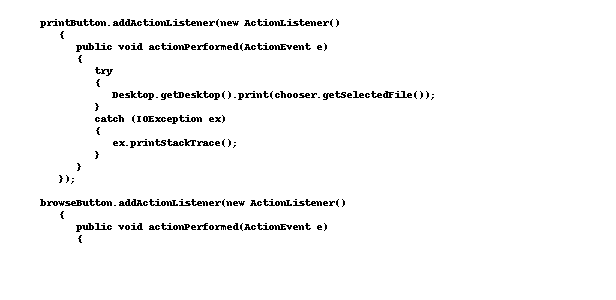 printButton.addActionListener(new ActionListener()
{
public void actionPerformed(ActionEvent e)
{
try
{
Desktop.getDesktop().print(chooser.getSelectedFile());
}
catch (IOException ex)
{
ex.printStackTrace();
}
}
});
browseButton.addActionListener(new ActionListener()
{
public void actionPerformed(ActionEvent e)
{